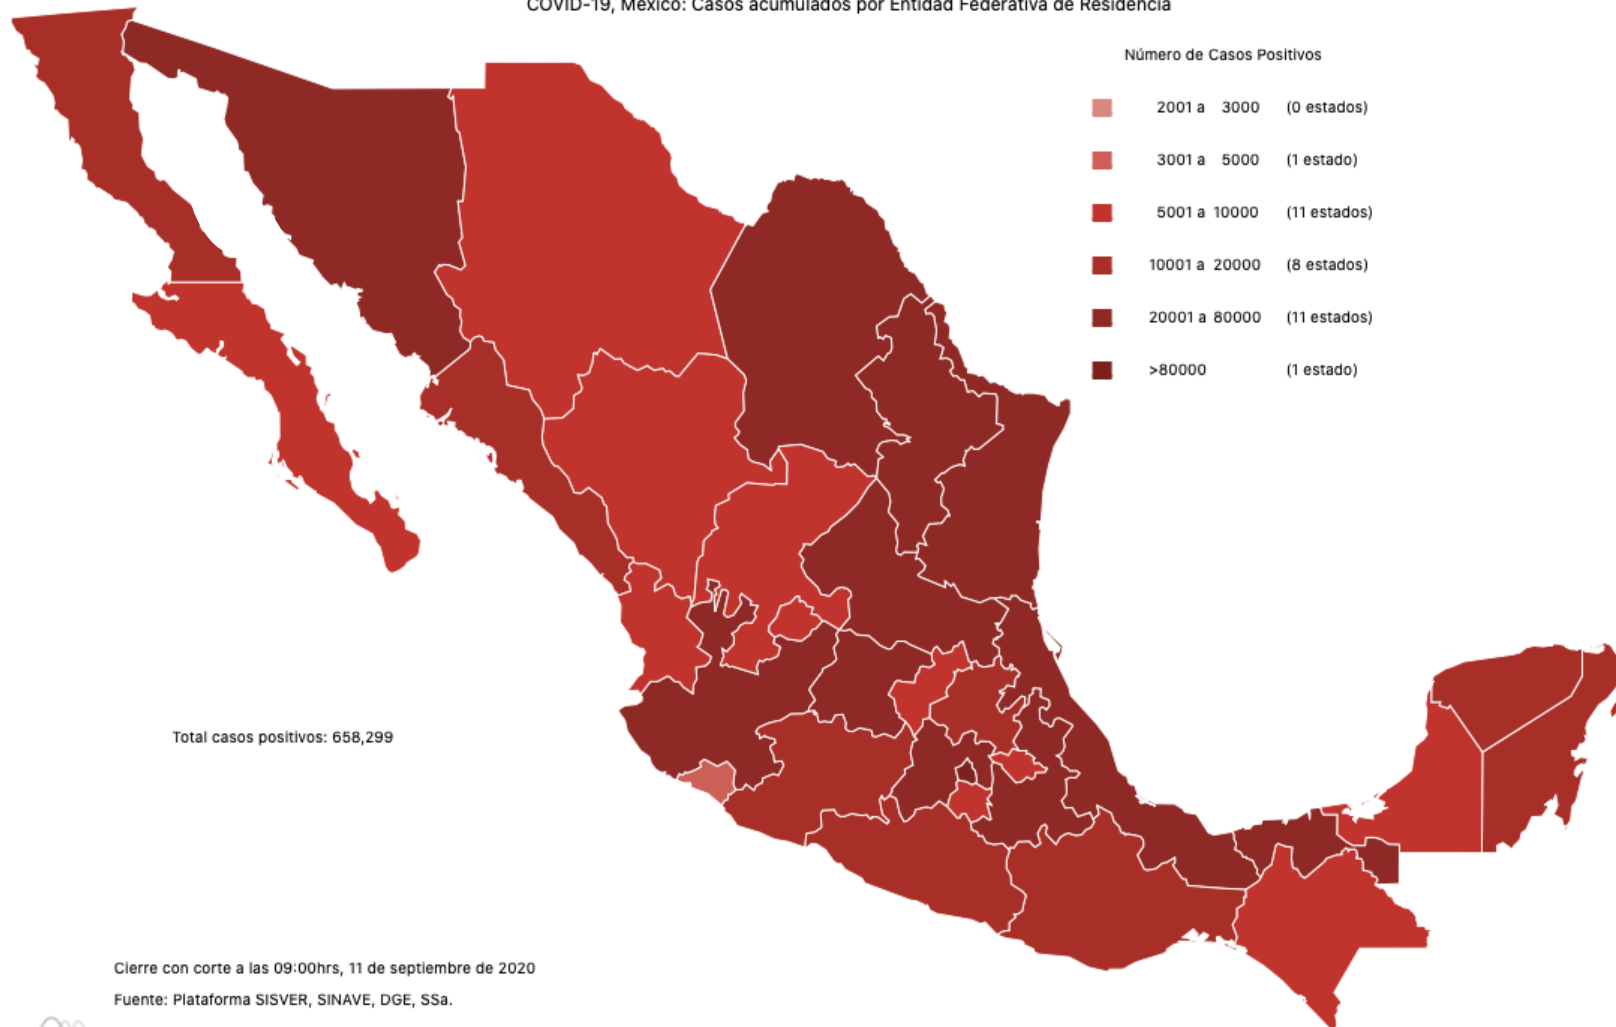 COVID-19, México: Casos acumulados por Entidad Federativa de Residencia
Número de Casos Positivos
2001 a 3000 (0 estados)
3001 a 5000 (1 estado)
5001 a 10000 (11 estados)
10001 a 20000 (8 estados)
20001 a 80000 (11 estados)
>80000 (1 estado)
Total casos positivos: 658,299
Cierre con corte a las 09:00hrs, 11 de septiembre de 2020
Fuente: Plataforma SISVER, SINAVE, DGE, SSa.